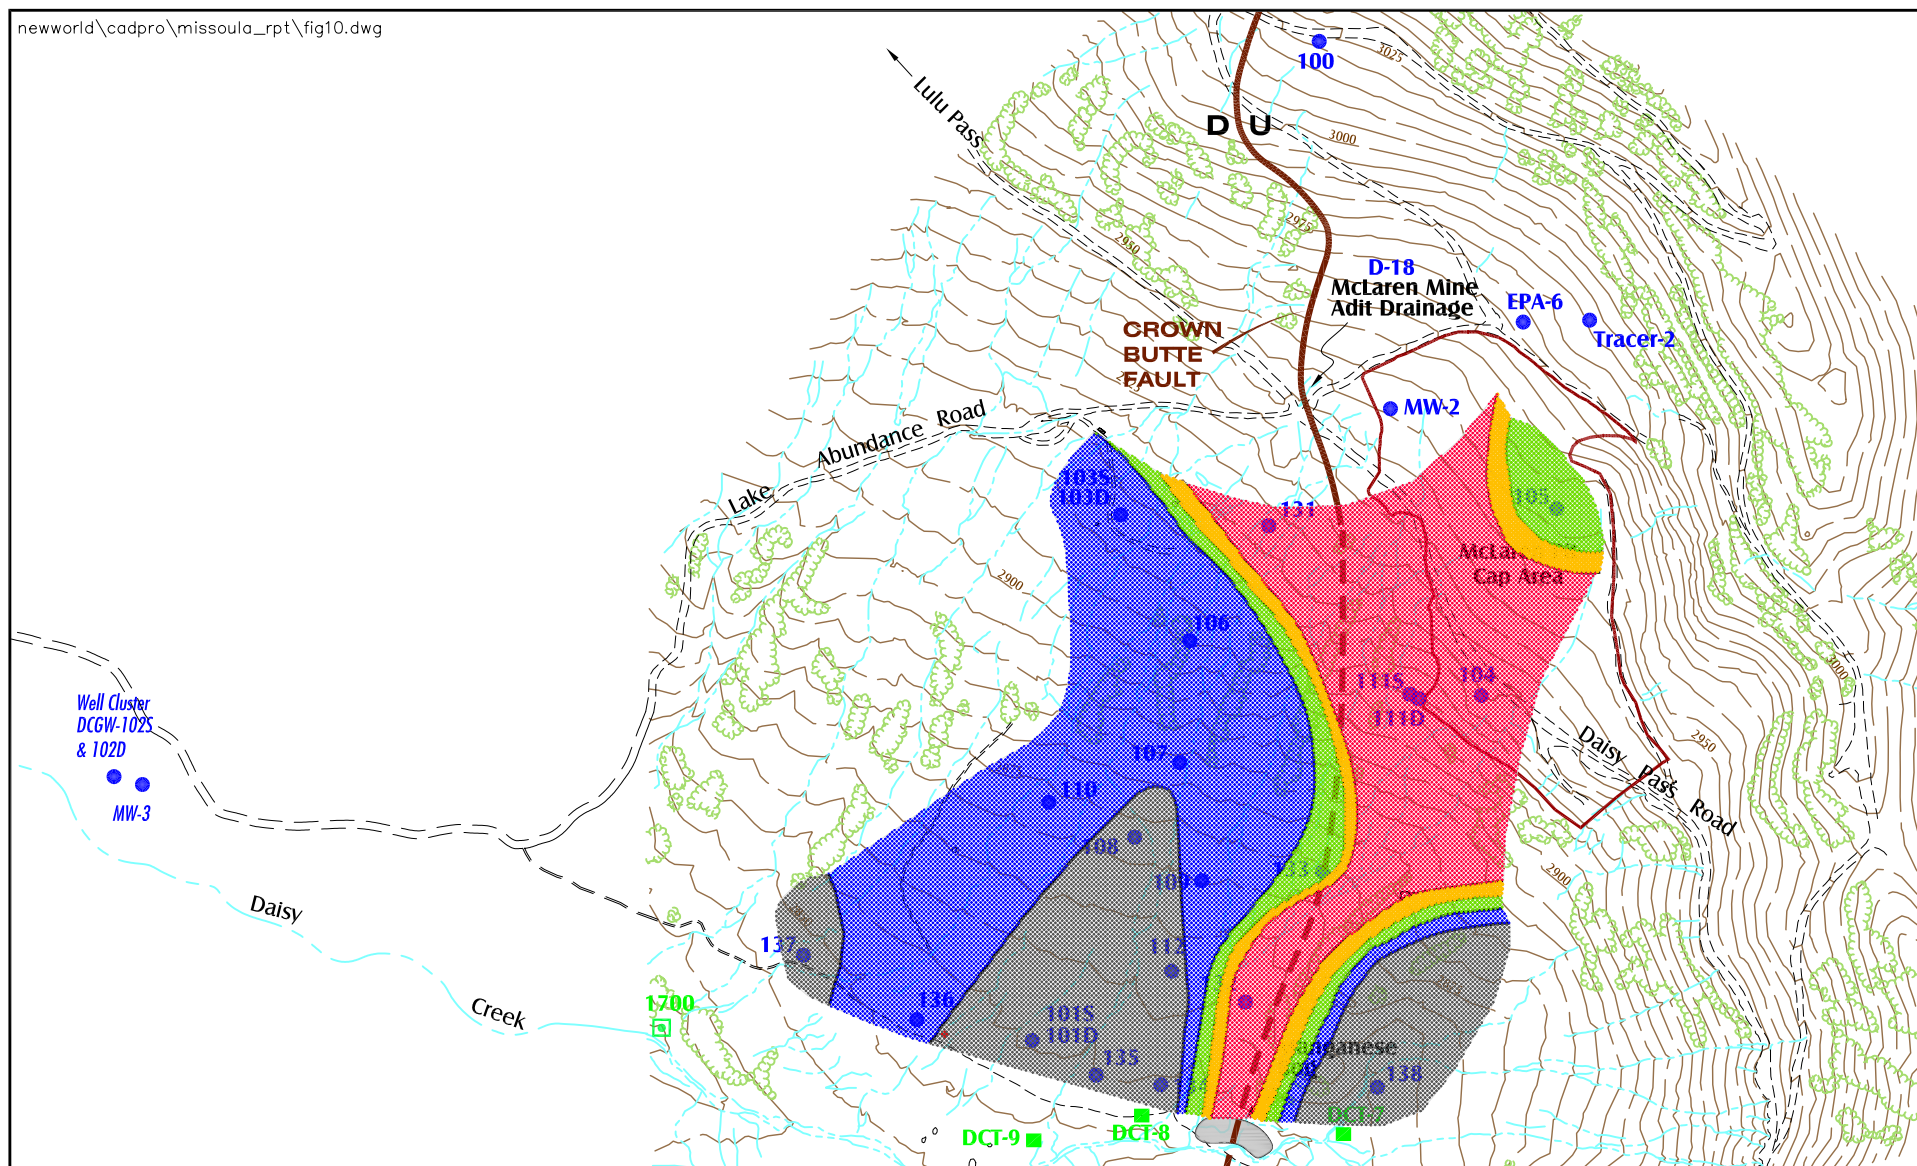 newworld\cadpro\missoula_rpt\fig10.dwg
100
3025
Lulu Pass
D U
3000
2975
2950
D-18
McLaren Mine
Adit Drainage
EPA-6
Tracer-2
CROWN
BUTTE
FAULT
MW-2
Lake Abundance Road
103S
103D
131
105
Cap Area
2900
106
111S
111D
104
3000
Well Cluster
DCGW-102S
& 102D
MW-3
107
110
Daisy Pass Road
2950
108
109
133
2900
Daisy Creek
137
112
2875
136
1700
101S
101D
135
138
DCT-7
DCT-8
DCT-9